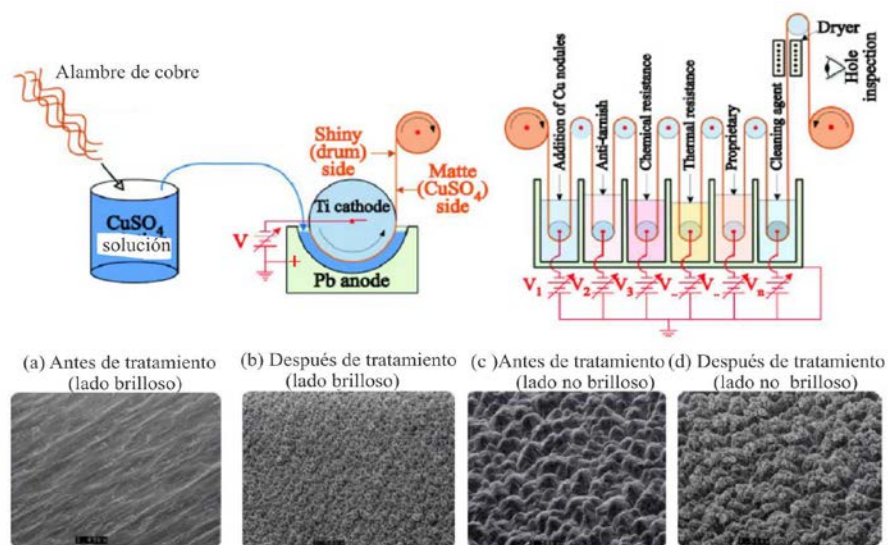 Alambre de cobre
CuSO4
solución
Shiny
(drum)
side
Matte
(CuSO4)
side
Ti cathode
V
+
Pb anode
Addition of Cu nodules
Anti-tarnish
Chemical resistance
Thermal resistance
Proprietary
Cleaning agent
Dryer
Hole
inspection
V1
V2
V3
V_
V_
Vn
(a) Antes de tratamiento
(lado brilloso)
(b) Después de tratamiento
(lado brilloso)
(c )Antes de tratamiento
(lado no brilloso)
(d) Después de tratamiento
(lado no brilloso)